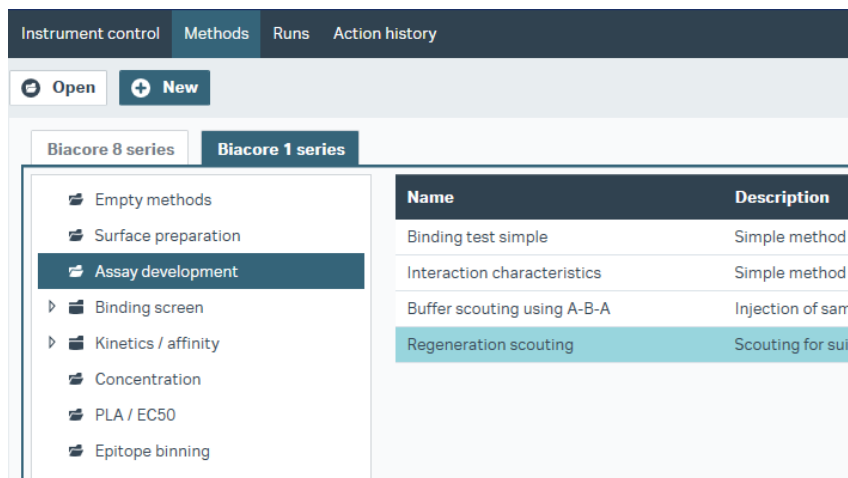 Instrument control Methods Runs Action history
Open New
Biacore 8 series Biacore 1 series
Empty methods
Surface preparation
Assay development
Binding screen
Kinetics / affinity
Concentration
PLA / EC50
Epitope binning
Name Description
Binding test simple Simple method
Interaction characteristics Simple method
Buffer scouting using A-B-A Injection of sam
Regeneration scouting Scouting for sui